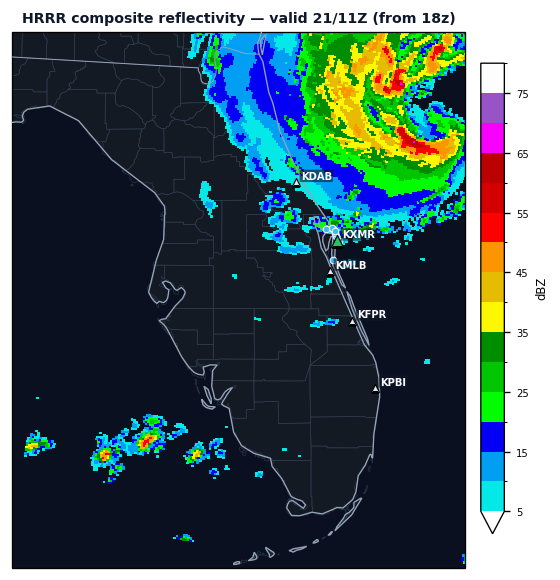 HRRR composite reflectivity — valid 21/11Z (from 18z)
75
65
KDAB
55
KXMR
dBZ
45
KMLB
KFPR
35
KPBI
25
15
5